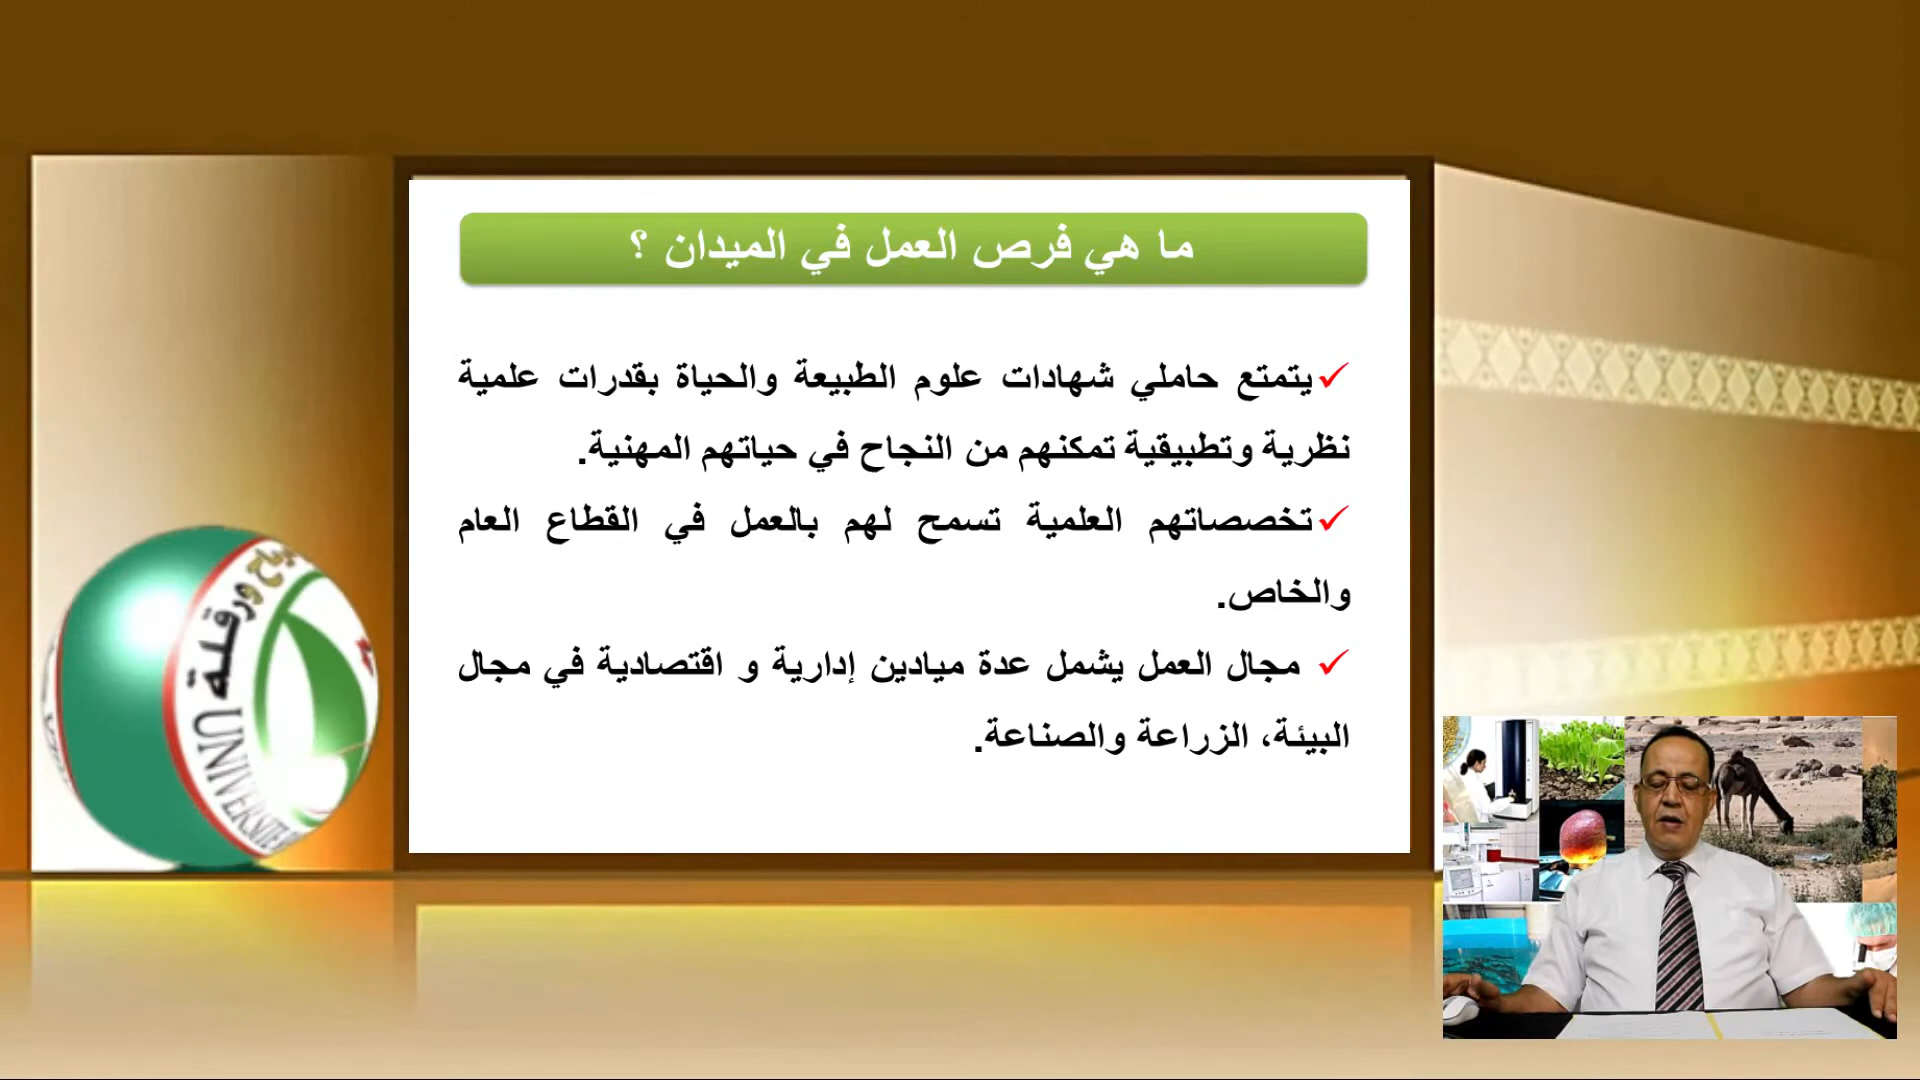 ما هي فرص العمل في الميدان ؟
✓يتمتع حاملي شهادات علوم الطبيعة والحياة بقدرات علمية
نظرية وتطبيقية تمكنهم من النجاح في حياتهم المهنية.
✓تخصصاتهم العلمية تسمح لهم بالعمل في القطاع العام
والخاص.
✓ مجال العمل يشمل عدة ميادين إدارية و اقتصادية في مجال
البيئة، الزراعة والصناعة.
ورقلة
UNIVERSITE